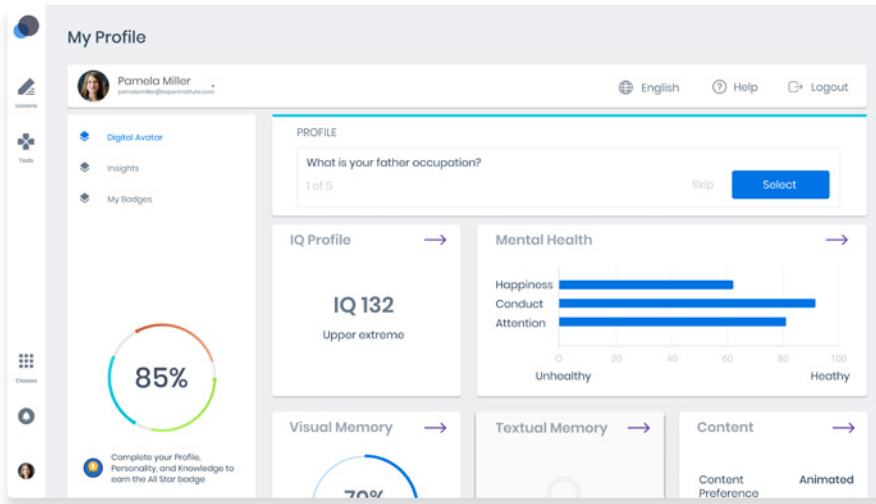 My Profile
Pamela Miller
English
Help
Logout
Lessons
Tests
Digital Avatar
Insights
My Badges
PROFILE
What is your father occupation?
1 of 5
Skip
Select
IQ Profile
IQ 132
Upper extreme
Mental Health
Happiness
Conduct
Attention
0 20 40 60 80 100
Unhealthy
Heathy
85%
Classes
Complete your Profile,
Personality, and Knowledge to
earn the All Star badge
Visual Memory
70%
Textual Memory
Content
Content
Preference
Animated